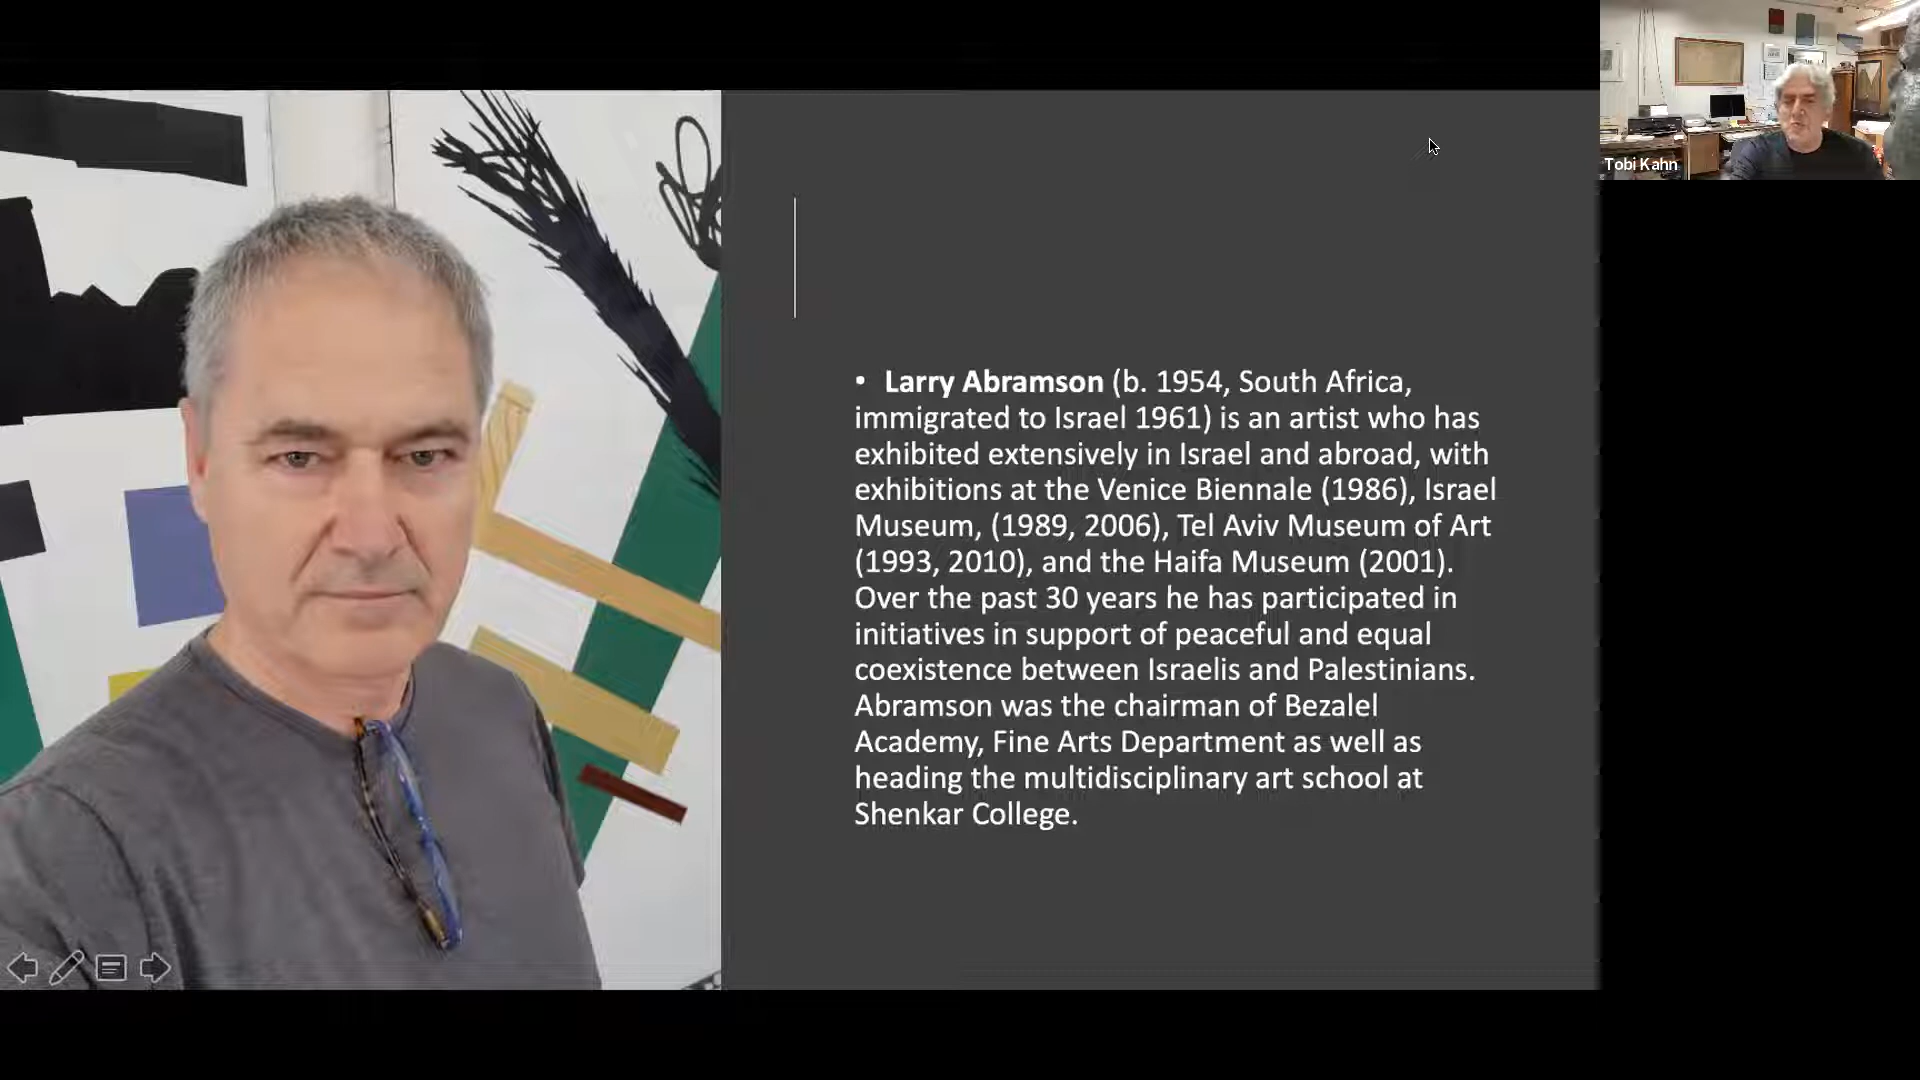 Tobi Kahn
• Larry Abramson (b. 1954, South Africa,
immigrated to Israel 1961) is an artist who has
exhibited extensively in Israel and abroad, with
exhibitions at the Venice Biennale (1986), Israel
Museum, (1989, 2006), Tel Aviv Museum of Art
(1993, 2010), and the Haifa Museum (2001).
Over the past 30 years he has participated in
initiatives in support of peaceful and equal
coexistence between Israelis and Palestinians.
Abramson was the chairman of Bezalel
Academy, Fine Arts Department as well as
heading the multidisciplinary art school at
Shenkar College.